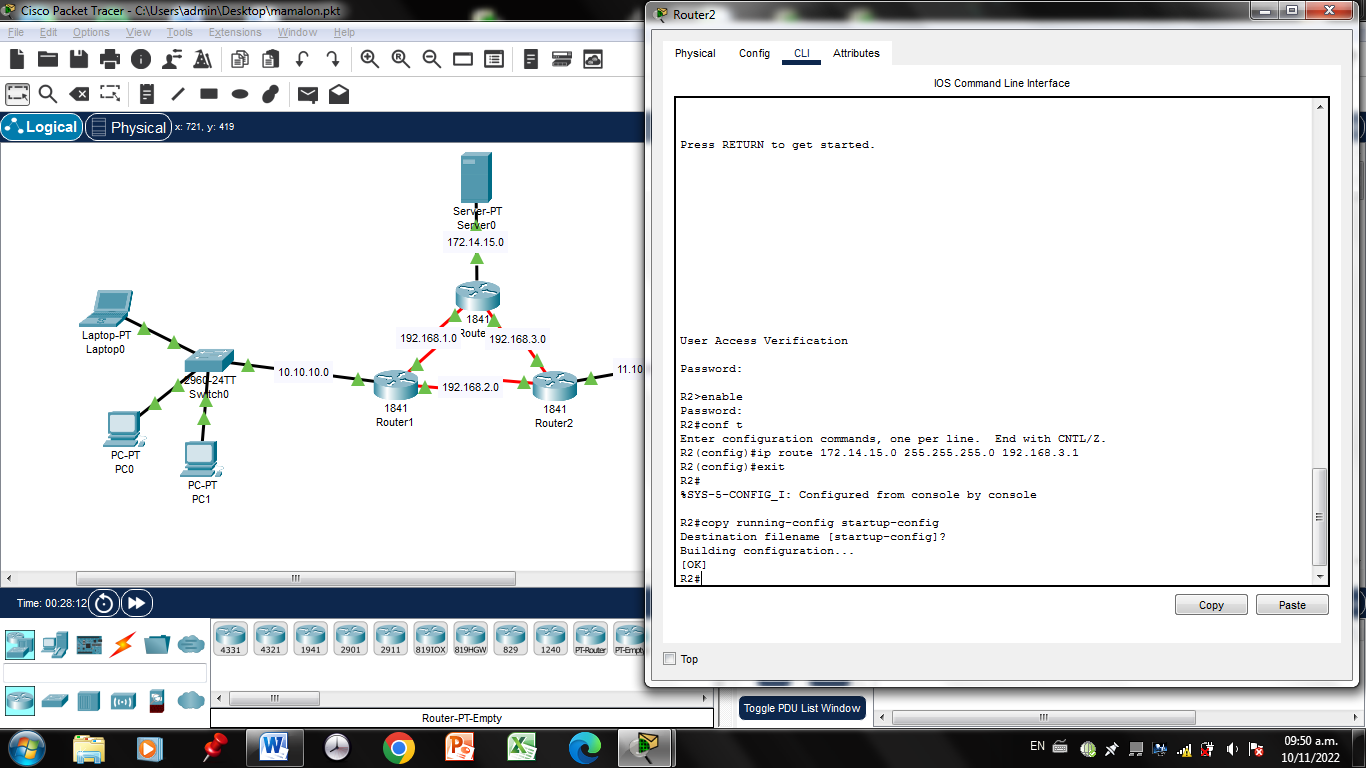 Cisco Packet Tracer - C:\Users\admin\Desktop\mamalon.pkt
File Edit Options View Tools Extensions Window Help
Logical Physical x: 721, y: 419
Server-PT
Server0
172.14.15.0
1841
Route
192.168.1.0
192.168.3.0
Laptop-PT
Laptop0
2960-24TT
Switch0
10.10.10.0
1841
Router1
192.168.2.0
1841
Router2
11.10
PC-PT
PC0
PC-PT
PC1
Time: 00:28:12
4331 4321 1941 2901 2911 819IOX 819HGW 829 1240 PT-Router PT-Empty
Router-PT-Empty
Router2
Physical Config CLI Attributes
IOS Command Line Interface
Press RETURN to get started.
User Access Verification
Password:
R2>enable
Password:
R2#conf t
Enter configuration commands, one per line.  End with CNTL/Z.
R2(config)#ip route 172.14.15.0 255.255.255.0 192.168.3.1
R2(config)#exit
R2#
%SYS-5-CONFIG_I: Configured from console by console
R2#copy running-config startup-config
Destination filename [startup-config]?
Building configuration...
[OK]
R2#
Copy Paste
Top
Toggle PDU List Window
EN
09:50 a.m.
10/11/2022